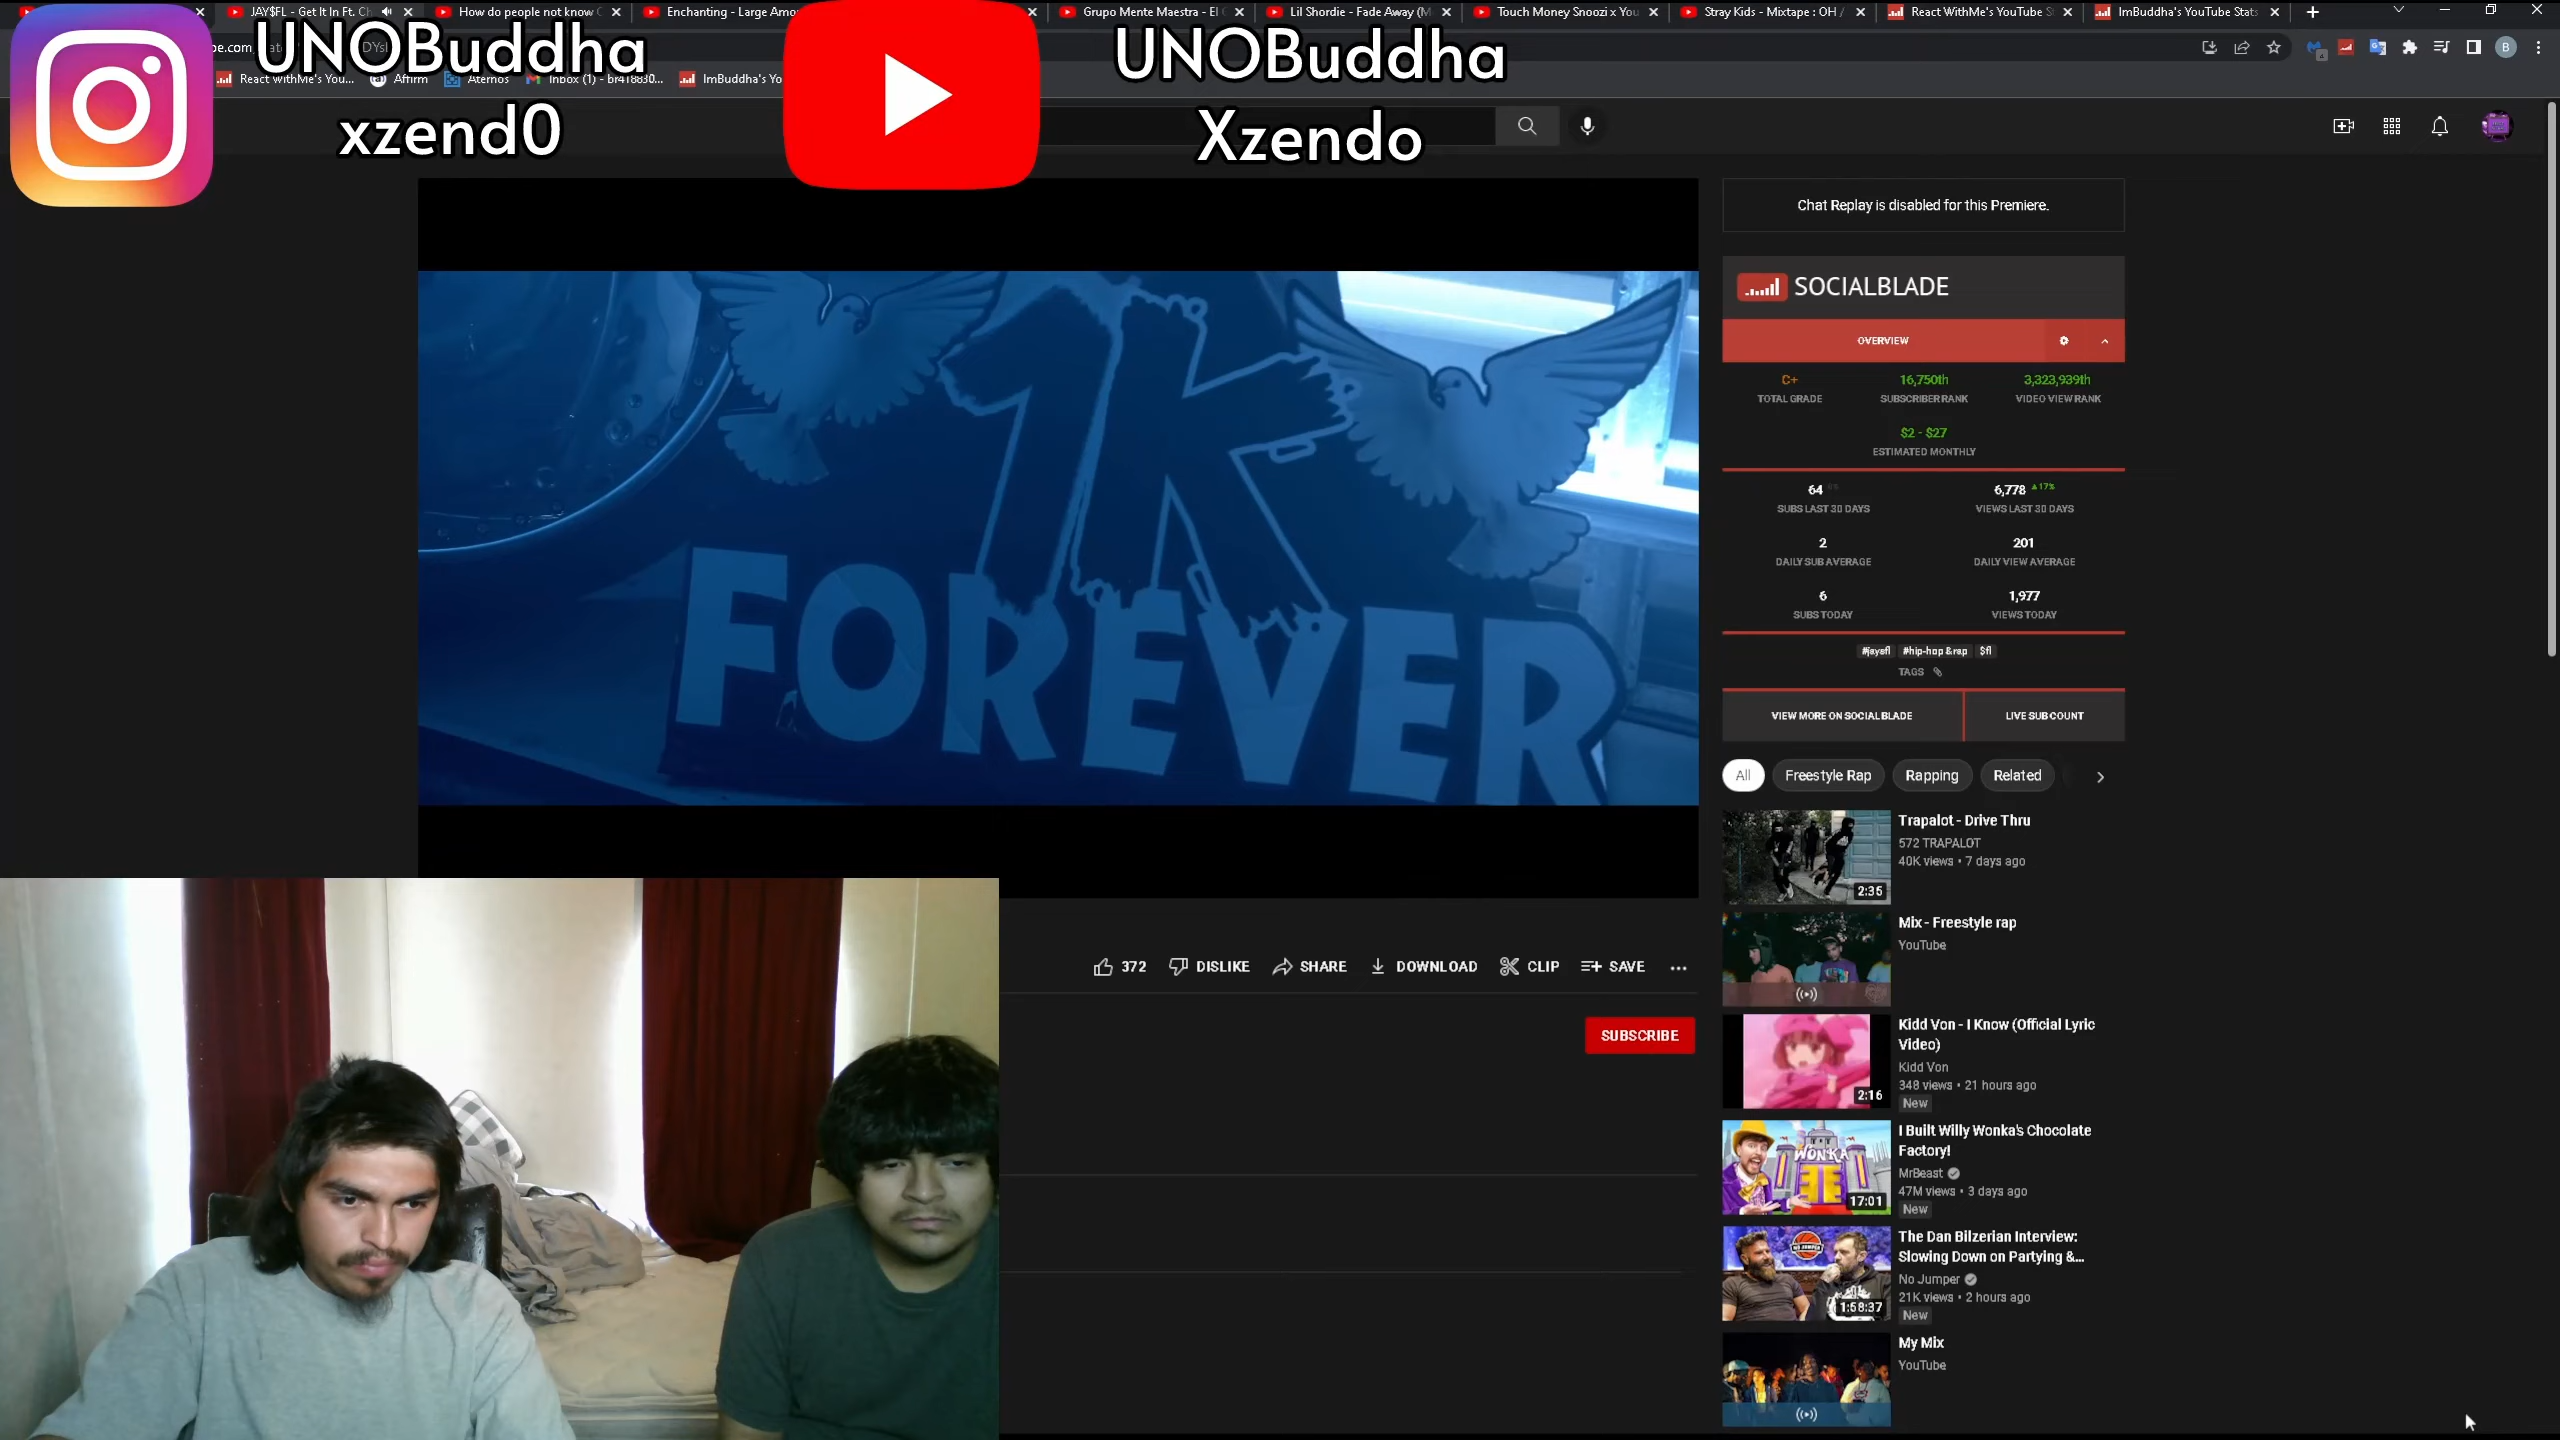 JAY$FL - Get It In Ft. C
How do people not know
Enchanting - Large Amo
Grupo Mente Maestra - El
Lil Shordie - Fade Away (M
Touch Money Snoozi x You
Stray Kids - Mixtape : OH /
React WithMe's YouTube S
ImBuddha's YouTube Stats
UNOBuddha
xzend0
UNOBuddha
Xzendo
be.com
React WithMe's You...
Affirm
Aternos
Inbox (1) - br418830...
ImBuddha's Yo
B
Chat Replay is disabled for this Premiere.
SOCIALBLADE
OVERVIEW
C+
16,750th
3,323,939th
TOTAL GRADE
SUBSCRIBER RANK
VIDEO VIEW RANK
$2 - $27
ESTIMATED MONTHLY
64
6,778 ▲17%
SUBS LAST 30 DAYS
VIEWS LAST 30 DAYS
2
201
DAILY SUB AVERAGE
DAILY VIEW AVERAGE
6
1,977
SUBS TODAY
VIEWS TODAY
#jaysfl #hip-hop & rap $fl
TAGS
VIEW MORE ON SOCIAL BLADE
LIVE SUB COUNT
1K
FOREVER
All
Freestyle Rap
Rapping
Related
Trapalot - Drive Thru
572 TRAPALOT
40K views • 7 days ago
2:35
Mix - Freestyle rap
YouTube
372
DISLIKE
SHARE
DOWNLOAD
CLIP
SAVE
SUBSCRIBE
Kidd Von - I Know (Official Lyric
Video)
Kidd Von
348 views • 21 hours ago
New
2:16
I Built Willy Wonka's Chocolate
Factory!
MrBeast
47M views • 3 days ago
New
WONKA
17:01
The Dan Bilzerian Interview:
Slowing Down on Partying &...
No Jumper
21K views • 2 hours ago
New
1:58:37
My Mix
YouTube